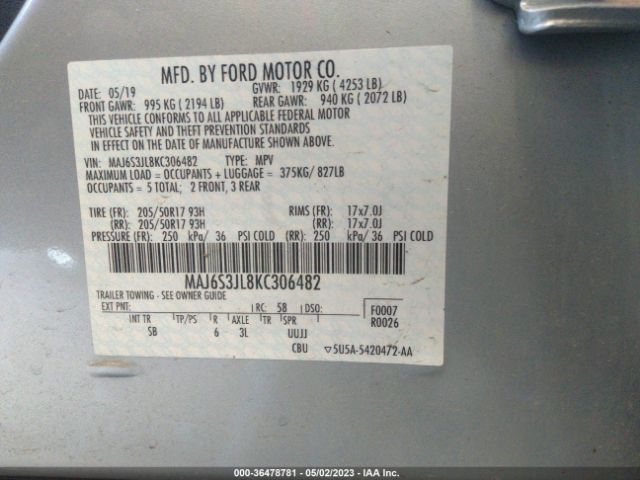 MFD. BY FORD MOTOR CO.
DATE: 05/19 GVWR: 1929 KG ( 4253 LB)
FRONT GAWR: 995 KG ( 2194 LB) REAR GAWR: 940 KG ( 2072 LB)
THIS VEHICLE CONFORMS TO ALL APPLICABLE FEDERAL MOTOR
VEHICLE SAFETY AND THEFT PREVENTION STANDARDS
IN EFFECT ON THE DATE OF MANUFACTURE SHOWN ABOVE.
VIN: MAJ6S3JL8KC306482 TYPE: MPV
MAXIMUM LOAD = OCCUPANTS + LUGGAGE = 375KG/ 827LB
OCCUPANTS = 5 TOTAL; 2 FRONT, 3 REAR
TIRE (FR): 205/50R17 93H RIMS (FR): 17x7.0J
(RR): 205/50R17 93H (RR): 17x7.0J
PRESSURE (FR): 250 kPa/ 36 PSI COLD (RR): 250 kPa/ 36 PSI COLD
MAJ6S3JL8KC306482
TRAILER TOWING - SEE OWNER GUIDE
EXT PNT: RC: 58 DSO: F0007
INT TR TP/PS R AXLE TR SPR R0026
SB 6 3L UUJJ
CBU ▽5U5A-5420472-AA
000-36478781 - 05/02/2023 - IAA Inc.